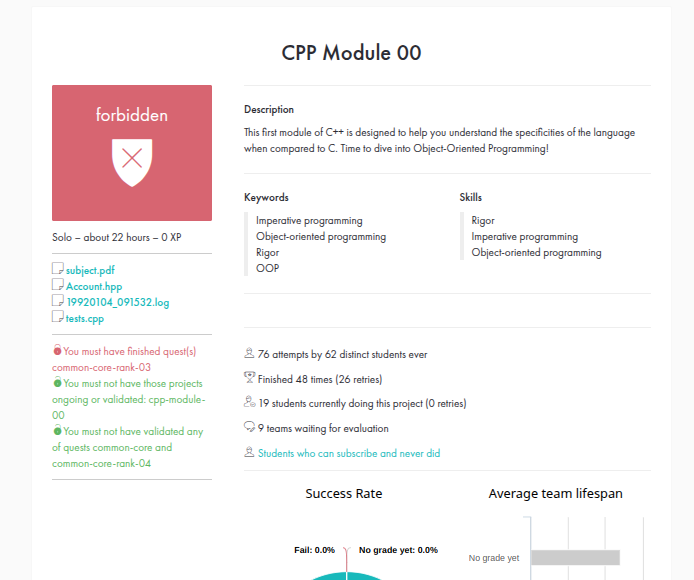 CPP Module 00
forbidden
Solo – about 22 hours – 0 XP
subject.pdf
Account.hpp
19920104_091532.log
tests.cpp
You must have finished quest(s)
common-core-rank-03
You must not have those projects
ongoing or validated: cpp-module-
00
You must not have validated any
of quests common-core and
common-core-rank-04
Description
This first module of C++ is designed to help you understand the specificities of the language
when compared to C. Time to dive into Object-Oriented Programming!
Keywords
Imperative programming
Object-oriented programming
Rigor
OOP
Skills
Rigor
Imperative programming
Object-oriented programming
76 attempts by 62 distinct students ever
Finished 48 times (26 retries)
19 students currently doing this project (0 retries)
9 teams waiting for evaluation
Students who can subscribe and never did
Success Rate
Fail: 0.0%
No grade yet: 0.0%
Average team lifespan
No grade yet